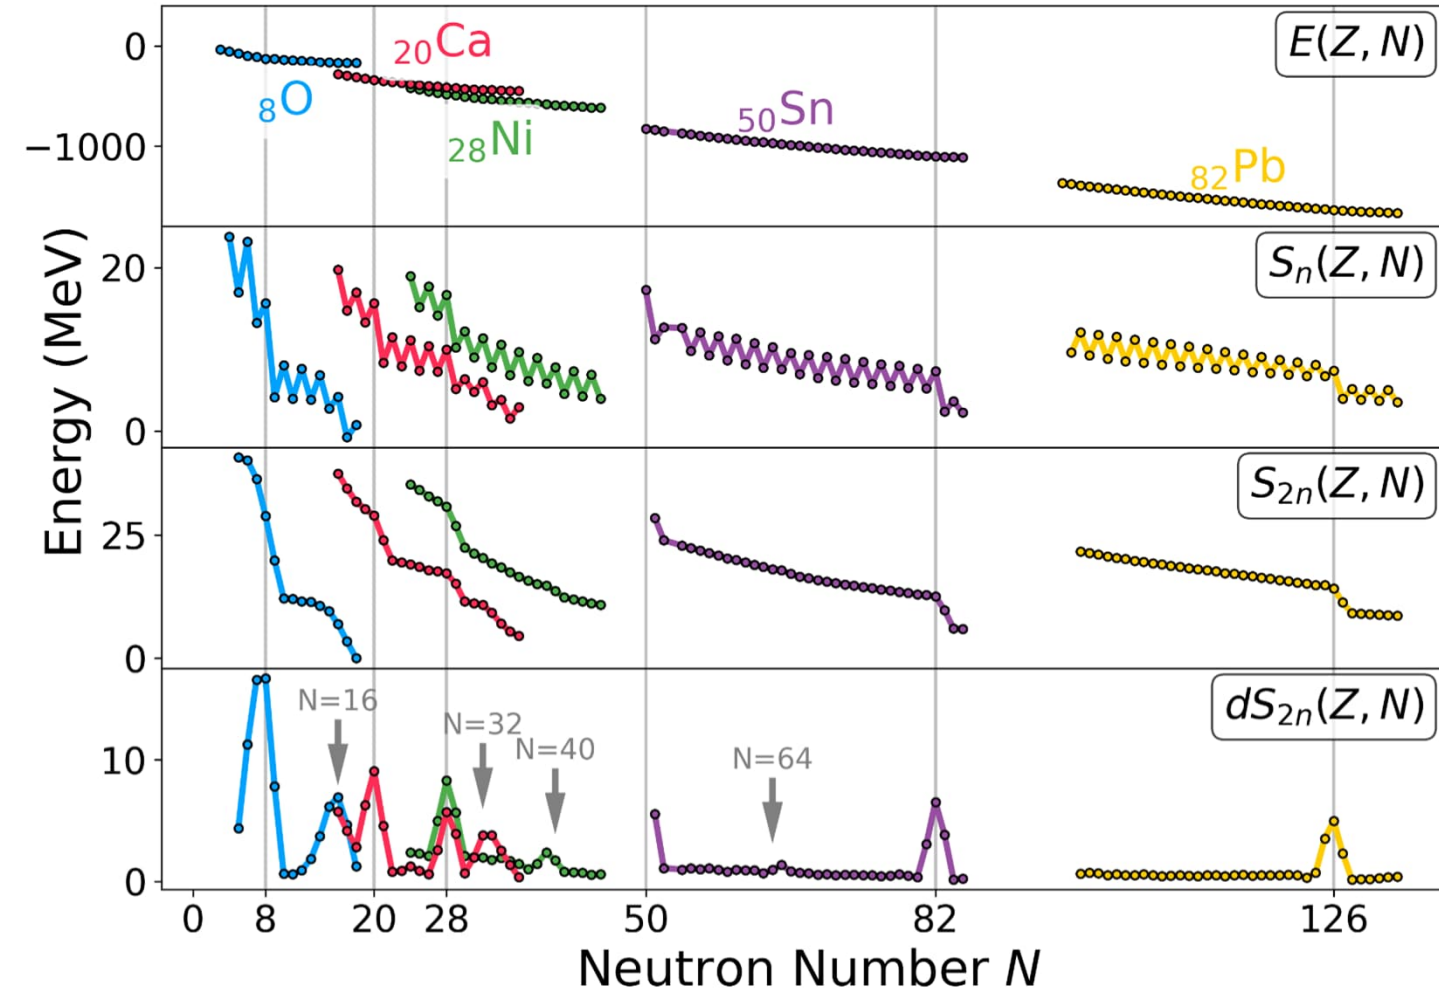 0
−1000
₈O
₂₀Ca
₂₈Ni
₅₀Sn
₈₂Pb
E(Z, N)
20
0
Sₙ(Z, N)
25
0
S₂ₙ(Z, N)
10
0
N=16
N=32
N=40
N=64
dS₂ₙ(Z, N)
Energy (MeV)
0 8 20 28 50 82 126
Neutron Number N